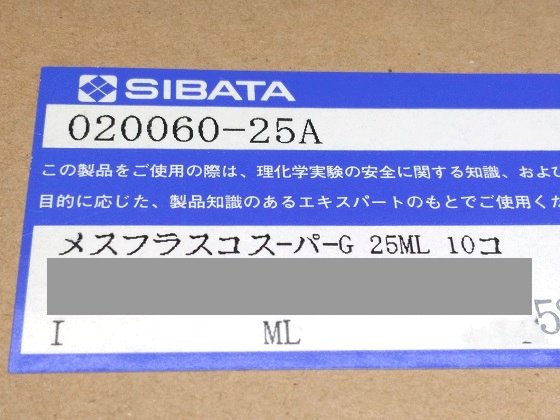 SIBATA
020060-25A
この製品をご使用の際は、理化学実験の安全に関する知識、およ
目的に応じた、製品知識のあるエキスパートのもとでご使用くだ
メスフラスコスーパーG 25ML 10コ
I ML